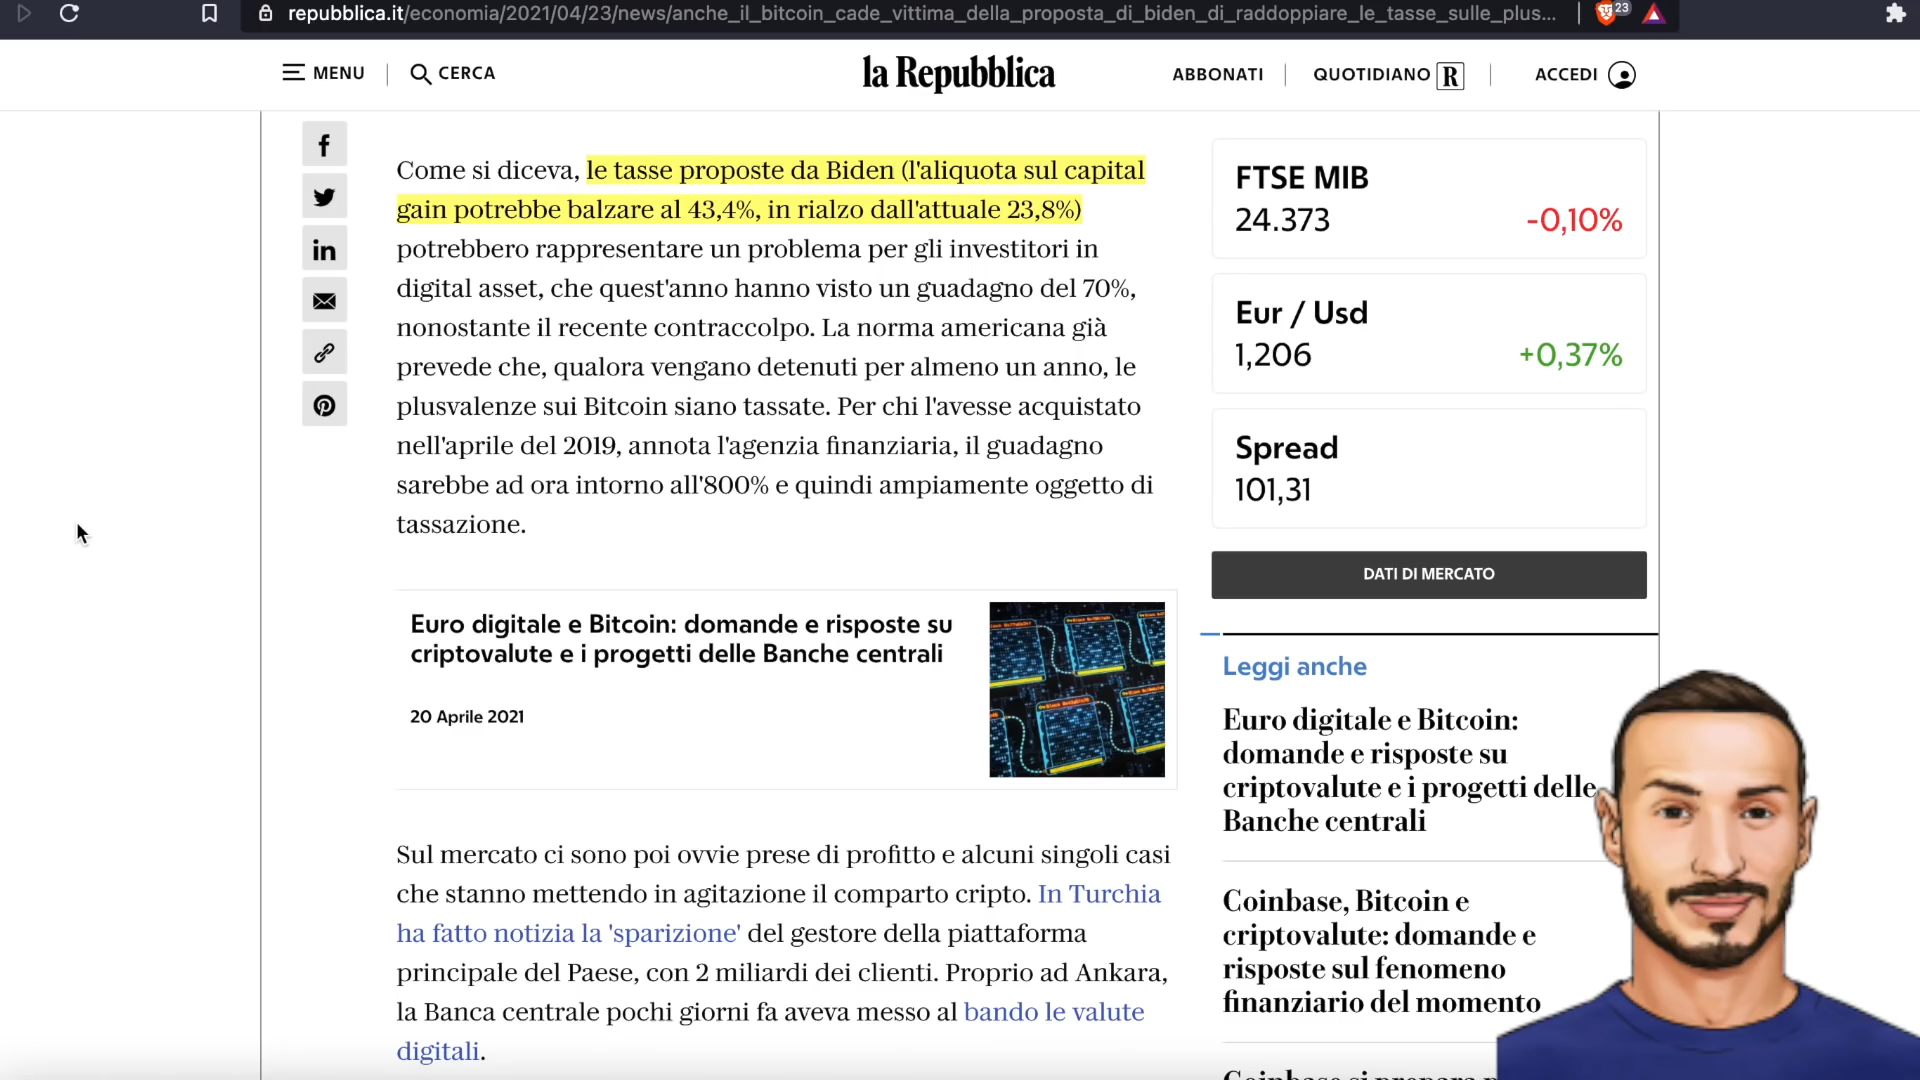 repubblica.it/economia/2021/04/23/news/anche_il_bitcoin_cade_vittima_della_proposta_di_biden_di_raddoppiare_le_tasse_sulle_plus...
23
MENU
CERCA
la Repubblica
ABBONATI
QUOTIDIANO R
ACCEDI
Come si diceva, le tasse proposte da Biden (l'aliquota sul capital
gain potrebbe balzare al 43,4%, in rialzo dall'attuale 23,8%)
potrebbero rappresentare un problema per gli investitori in
digital asset, che quest'anno hanno visto un guadagno del 70%,
nonostante il recente contraccolpo. La norma americana già
prevede che, qualora vengano detenuti per almeno un anno, le
plusvalenze sui Bitcoin siano tassate. Per chi l'avesse acquistato
nell'aprile del 2019, annota l'agenzia finanziaria, il guadagno
sarebbe ad ora intorno all'800% e quindi ampiamente oggetto di
tassazione.
Euro digitale e Bitcoin: domande e risposte su
criptovalute e i progetti delle Banche centrali
20 Aprile 2021
Sul mercato ci sono poi ovvie prese di profitto e alcuni singoli casi
che stanno mettendo in agitazione il comparto cripto. In Turchia
ha fatto notizia la 'sparizione' del gestore della piattaforma
principale del Paese, con 2 miliardi dei clienti. Proprio ad Ankara,
la Banca centrale pochi giorni fa aveva messo al bando le valute
digitali.
FTSE MIB
24.373
-0,10%
Eur / Usd
1,206
+0,37%
Spread
101,31
DATI DI MERCATO
Leggi anche
Euro digitale e Bitcoin:
domande e risposte su
criptovalute e i progetti delle
Banche centrali
Coinbase, Bitcoin e
criptovalute: domande e
risposte sul fenomeno
finanziario del momento
Coinbase si prepara